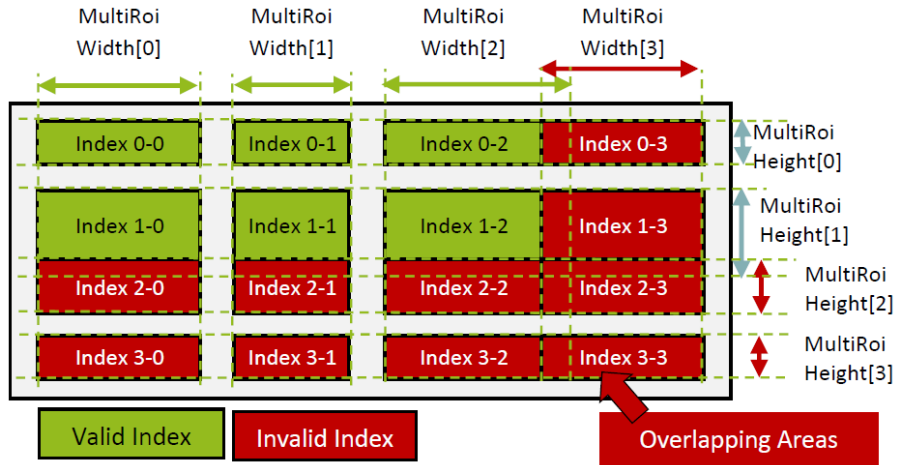 MultiRoi MultiRoi MultiRoi MultiRoi
Width[0] Width[1] Width[2] Width[3]
Index 0-0 Index 0-1 Index 0-2 Index 0-3
MultiRoi
Height[0]
Index 1-0 Index 1-1 Index 1-2 Index 1-3
MultiRoi
Height[1]
Index 2-0 Index 2-1 Index 2-2 Index 2-3
MultiRoi
Height[2]
Index 3-0 Index 3-1 Index 3-2 Index 3-3
MultiRoi
Height[3]
Valid Index Invalid Index Overlapping Areas